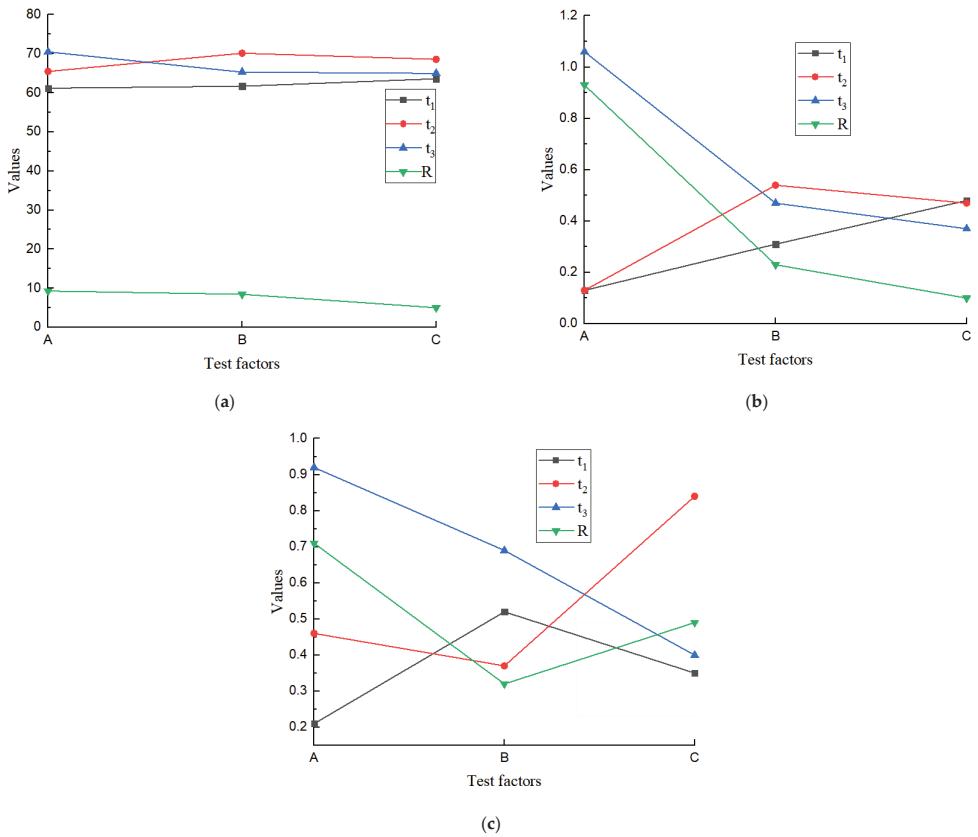 80
70
60
50
40
30
20
10
0
Values
A
B
C
Test factors
t1
t2
t3
R
(a)
1.2
1.0
0.8
0.6
0.4
0.2
0.0
Values
A
B
C
Test factors
t1
t2
t3
R
(b)
1.0
0.9
0.8
0.7
0.6
0.5
0.4
0.3
0.2
Values
A
B
C
Test factors
t1
t2
t3
R
(c)